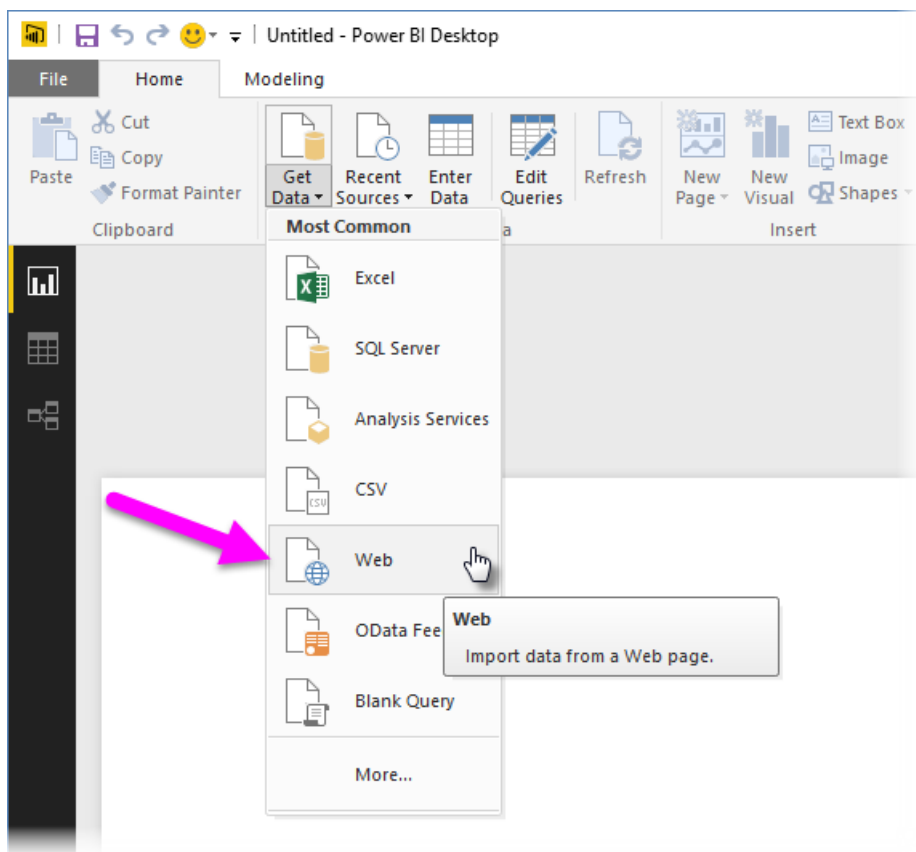 Untitled - Power BI Desktop
File Home Modeling
Paste
Cut
Copy
Format Painter
Clipboard
Get Data
Recent Sources
Enter Data
Edit Queries
Refresh
a
New Page
New Visual
Text Box
Image
Shapes
Insert
Most Common
Excel
SQL Server
Analysis Services
CSV
CSV
Web
OData Fee
Blank Query
More...
Web
Import data from a Web page.